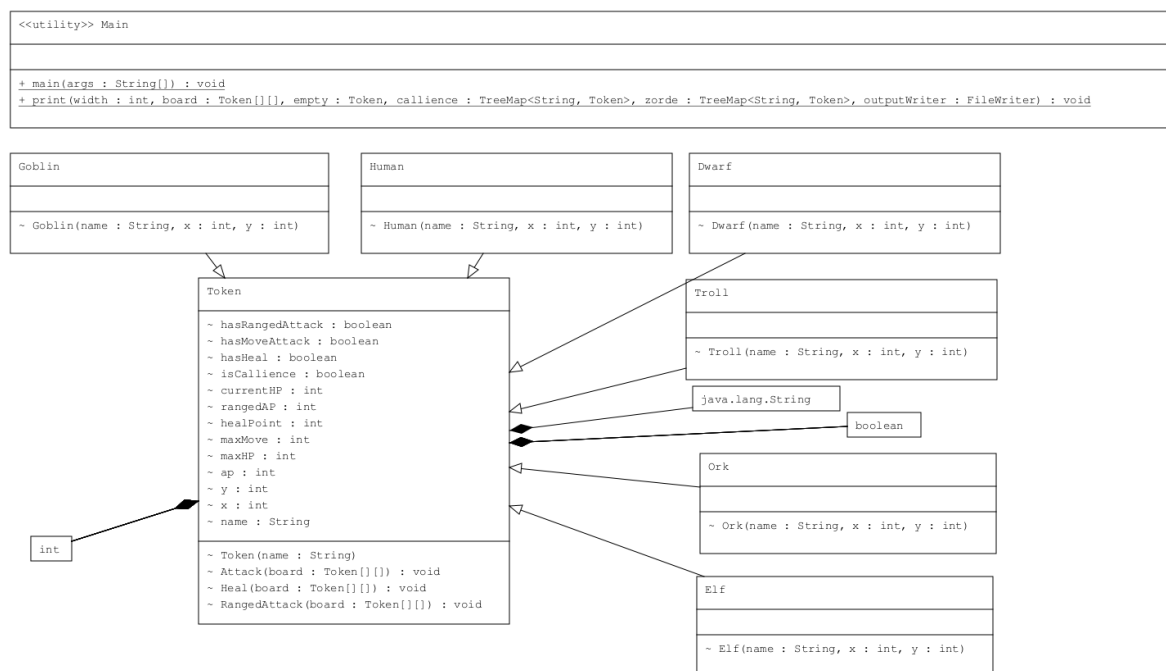 <<utility>> Main
+ main(args : String[]) : void
+ print(width : int, board : Token[][], empty : Token, callience : TreeMap<String, Token>, zorde : TreeMap<String, Token>, outputWriter : FileWriter) : void
Goblin
~ Goblin(name : String, x : int, y : int)
Human
~ Human(name : String, x : int, y : int)
Dwarf
~ Dwarf(name : String, x : int, y : int)
Token
~ hasRangedAttack : boolean
~ hasMoveAttack : boolean
~ hasHeal : boolean
~ isCallience : boolean
~ currentHP : int
~ rangedAP : int
~ healPoint : int
~ maxMove : int
~ maxHP : int
~ ap : int
~ y : int
~ x : int
~ name : String
~ Token(name : String)
~ Attack(board : Token[][]) : void
~ Heal(board : Token[][]) : void
~ RangedAttack(board : Token[][]) : void
Troll
~ Troll(name : String, x : int, y : int)
java.lang.String
boolean
Ork
~ Ork(name : String, x : int, y : int)
int
Elf
~ Elf(name : String, x : int, y : int)